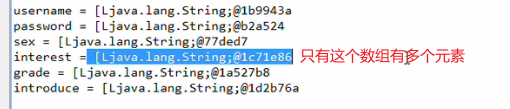 username = [Ljava.lang.String;@1b9943a
password = [Ljava.lang.String;@b2a524
sex = [Ljava.lang.String;@77ded7
interest = [Ljava.lang.String;@1c71e86 只有这个数组有多个元素
grade = [Ljava.lang.String;@1a527b8
introduce = [Ljava.lang.String;@1d2b76a